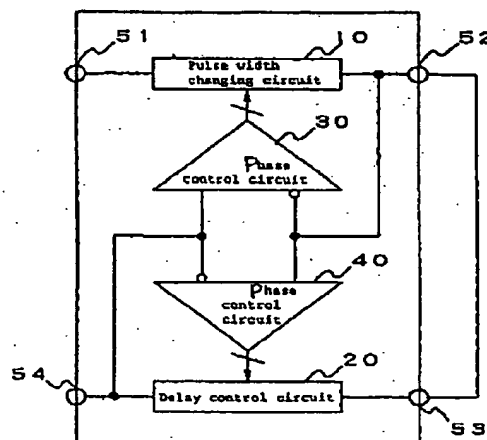 51
10
52
Pulse width
changing circuit
30
Phase
control circuit
40
Phase
control
circuit
54
20
Delay control circuit
53